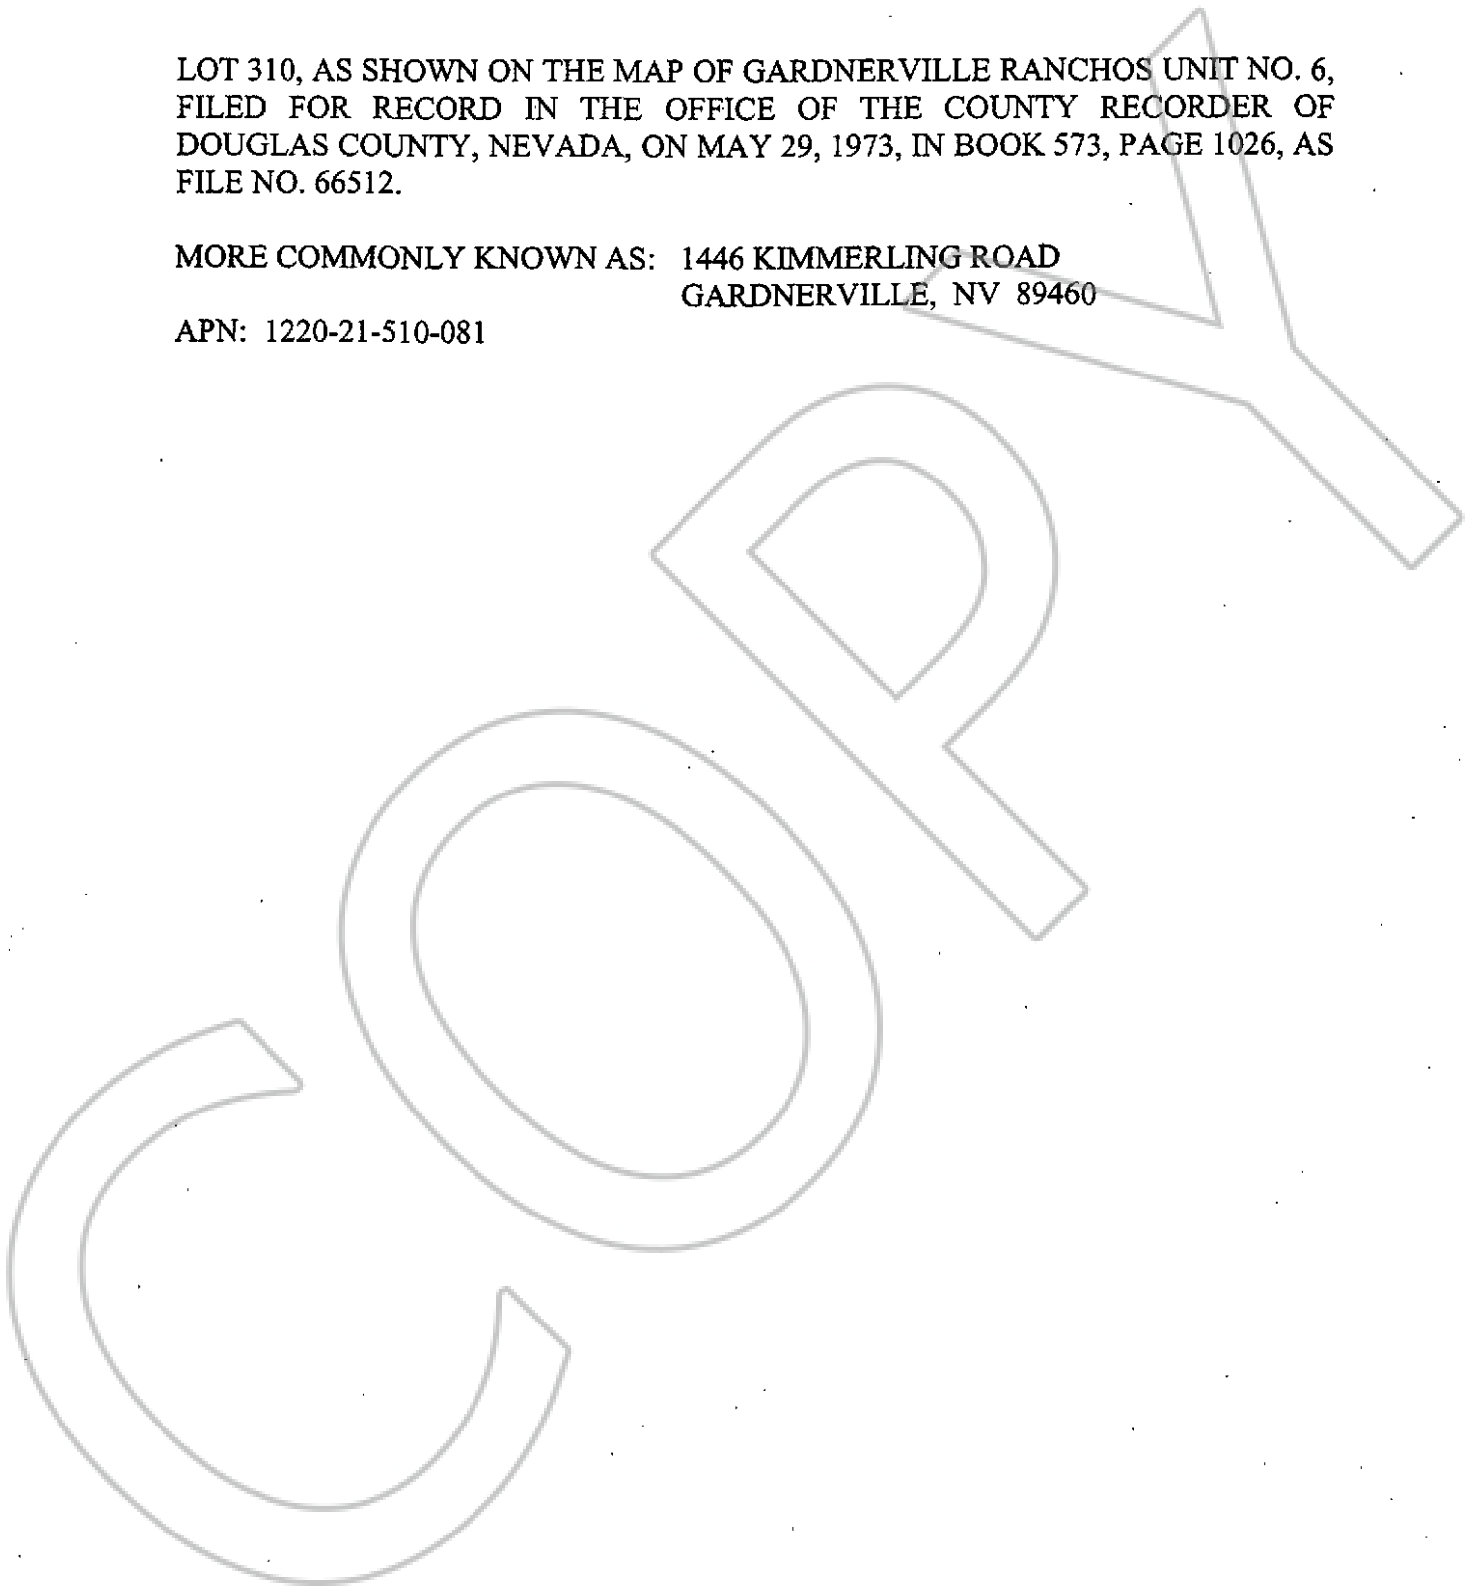 LOT 310, AS SHOWN ON THE MAP OF GARDNERVILLE RANCHOS UNIT NO. 6,
FILED FOR RECORD IN THE OFFICE OF THE COUNTY RECORDER OF
DOUGLAS COUNTY, NEVADA, ON MAY 29, 1973, IN BOOK 573, PAGE 1026, AS
FILE NO. 66512.
MORE COMMONLY KNOWN AS: 1446 KIMMERLING ROAD
GARDNERVILLE, NV 89460
APN: 1220-21-510-081
COPY